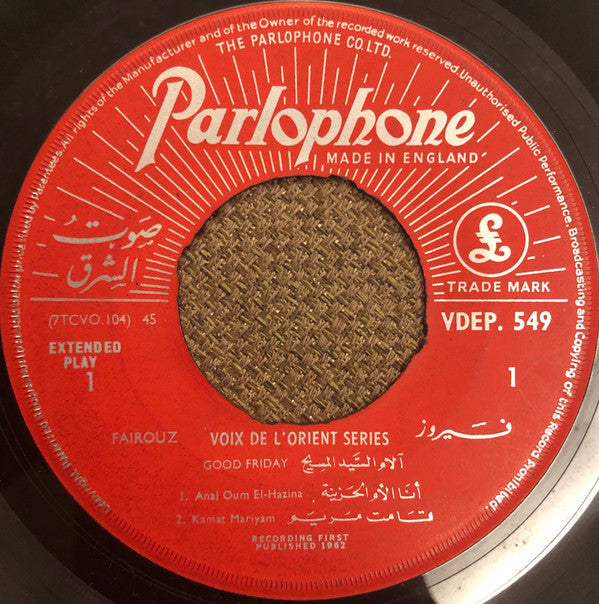 of the Manufacturer and of the Owner of the recorded work reserved. Unauthorised Public Performance, Broadcasting and Copying of this Record Prohibited.
THE PARLOPHONE CO. LTD.
Parlophone
MADE IN ENGLAND
صوت
الشرق
£
TRADE MARK
(7TCVO.104) 45
VDEP. 549
EXTENDED
PLAY
1
1
FAIROUZ VOIX DE L'ORIENT SERIES فيروز
GOOD FRIDAY آلام السيد المسيح
1. Anal Oum El-Hazina أنا الأم الحزينة
2. Kamat Mariyam قامت مريم
RECORDING FIRST
PUBLISHED 1962